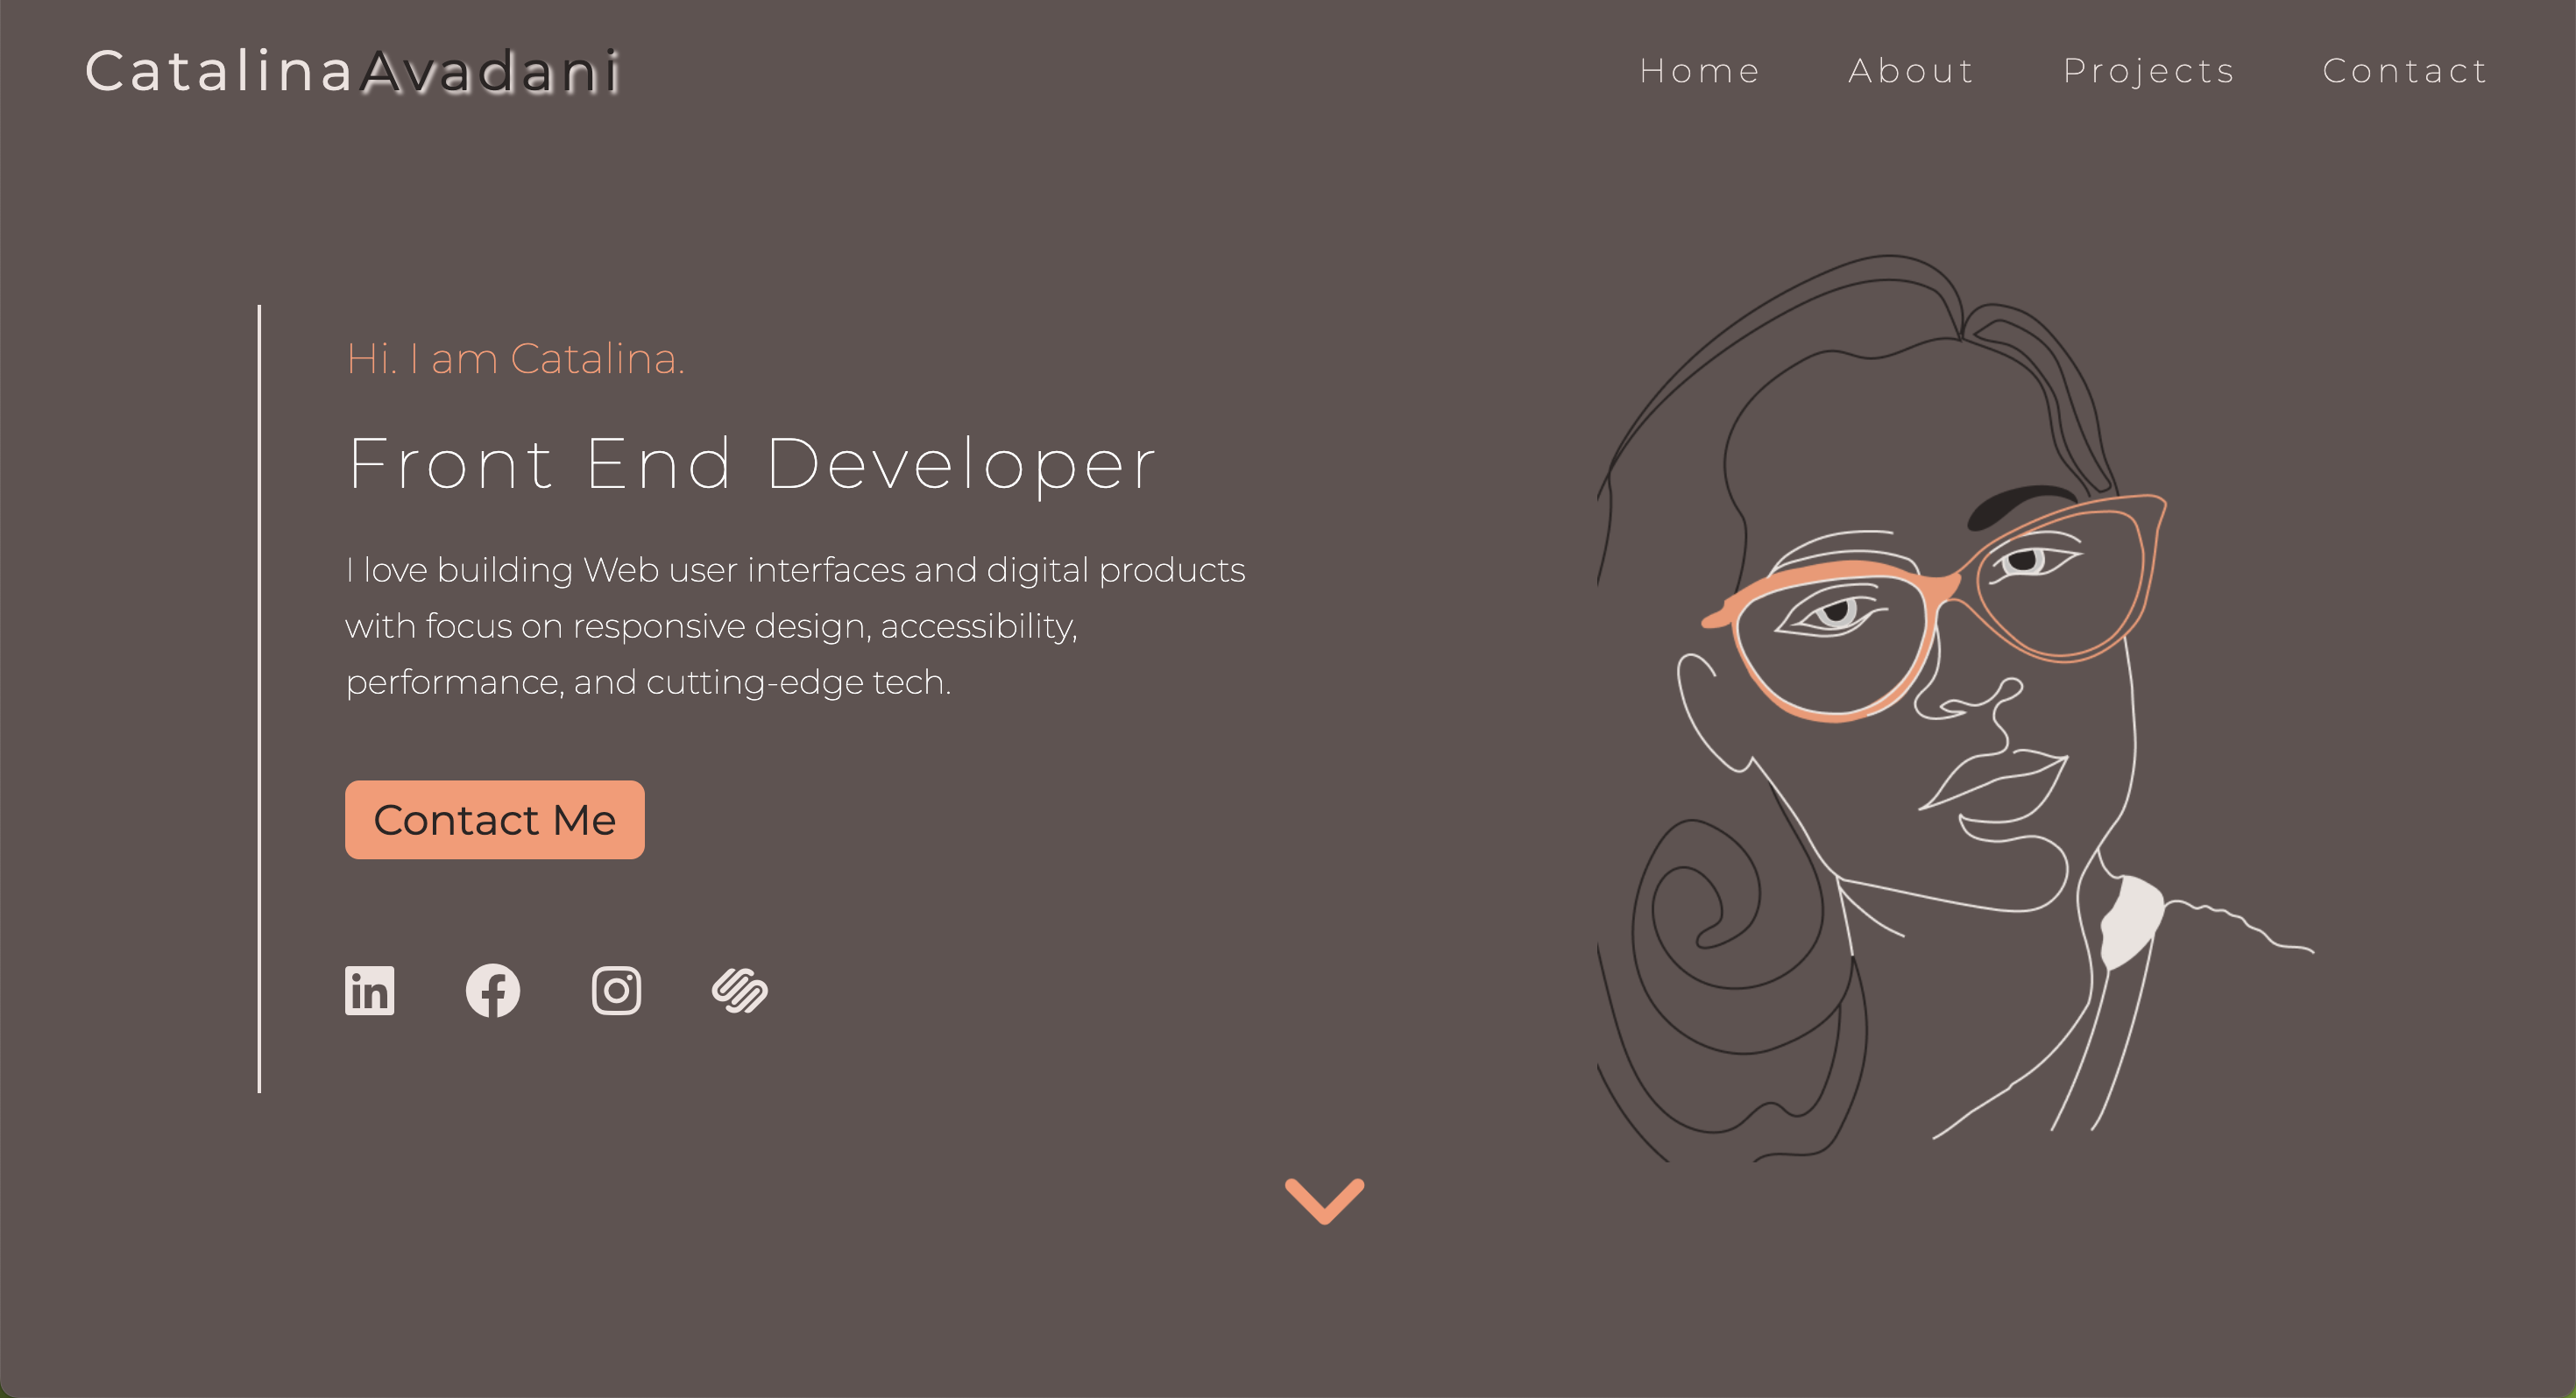 CatalinaAvadani
Home About Projects Contact
Hi. I am Catalina.
Front End Developer
I love building Web user interfaces and digital products
with focus on responsive design, accessibility,
performance, and cutting-edge tech.
Contact Me
in